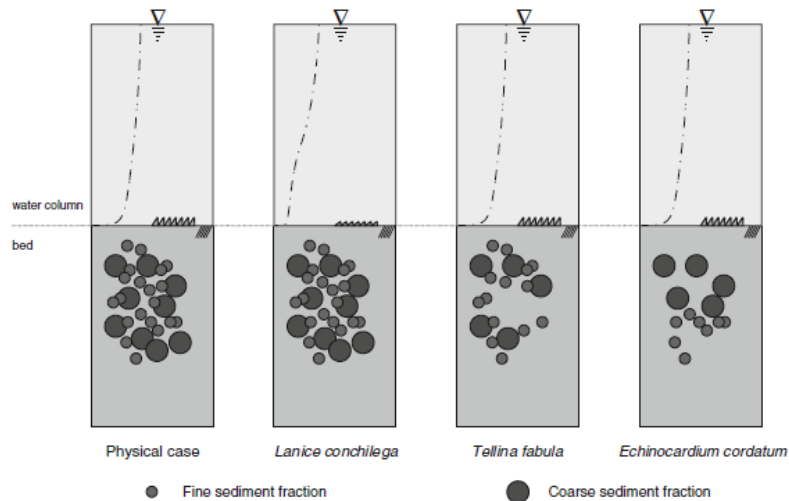 water column
bed
Physical case
Lanice conchilega
Tellina fabula
Echinocardium cordatum
Fine sediment fraction
Coarse sediment fraction